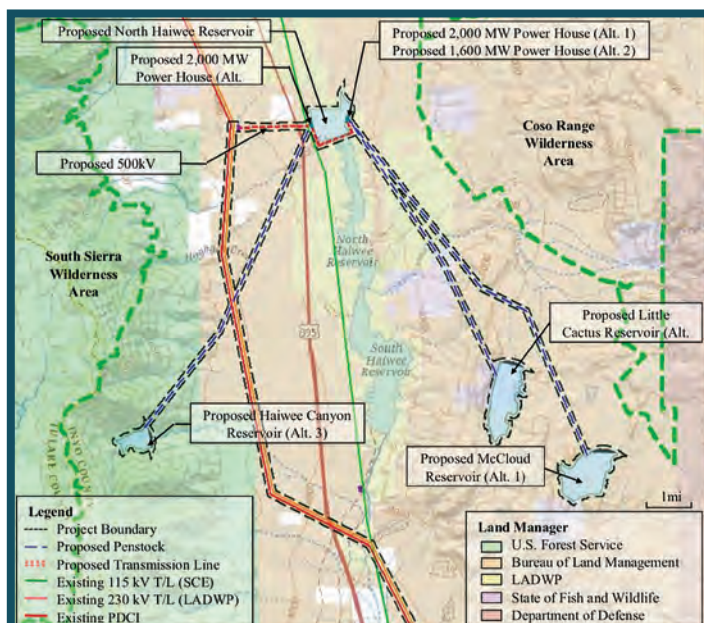 Proposed North Haiwee Reservoir
Proposed 2,000 MW
Power House (Alt.
Proposed 2,000 MW Power House (Alt. 1)
Proposed 1,600 MW Power House (Alt. 2)
Proposed 500kV
Coso Range
Wilderness
Area
South Sierra
Wilderness
Area
North
Haiwee
Reservoir
395
South
Haiwee
Reservoir
Proposed Little
Cactus Reservoir (Alt.
Proposed Haiwee Canyon
Reservoir (Alt. 3)
Proposed McCloud
Reservoir (Alt. 1)
TULARE COU
INYO COUN
1mi
Legend
Project Boundary
Proposed Penstock
Proposed Transmission Line
Existing 115 kV T/L (SCE)
Existing 230 kV T/L (LADWP)
Existing PDCI
Land Manager
U.S. Forest Service
Bureau of Land Management
LADWP
State of Fish and Wildlife
Department of Defense